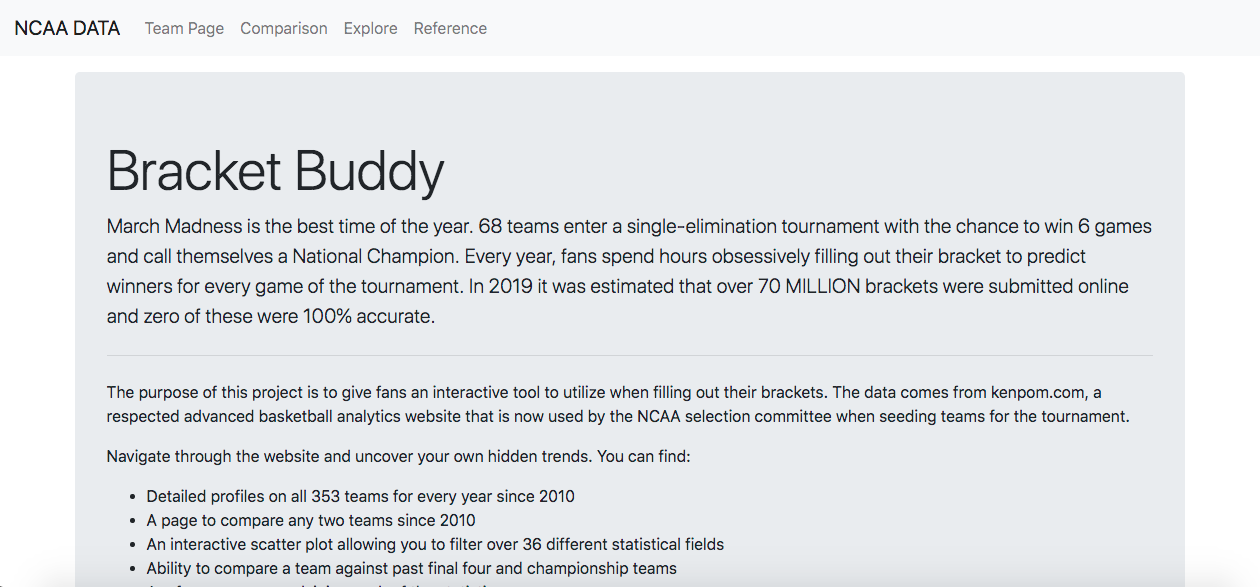 NCAA DATA Team Page Comparison Explore Reference
Bracket Buddy
March Madness is the best time of the year. 68 teams enter a single-elimination tournament with the chance to win 6 games
and call themselves a National Champion. Every year, fans spend hours obsessively filling out their bracket to predict
winners for every game of the tournament. In 2019 it was estimated that over 70 MILLION brackets were submitted online
and zero of these were 100% accurate.
The purpose of this project is to give fans an interactive tool to utilize when filling out their brackets. The data comes from kenpom.com, a
respected advanced basketball analytics website that is now used by the NCAA selection committee when seeding teams for the tournament.
Navigate through the website and uncover your own hidden trends. You can find:
• Detailed profiles on all 353 teams for every year since 2010
• A page to compare any two teams since 2010
• An interactive scatter plot allowing you to filter over 36 different statistical fields
• Ability to compare a team against past final four and championship teams